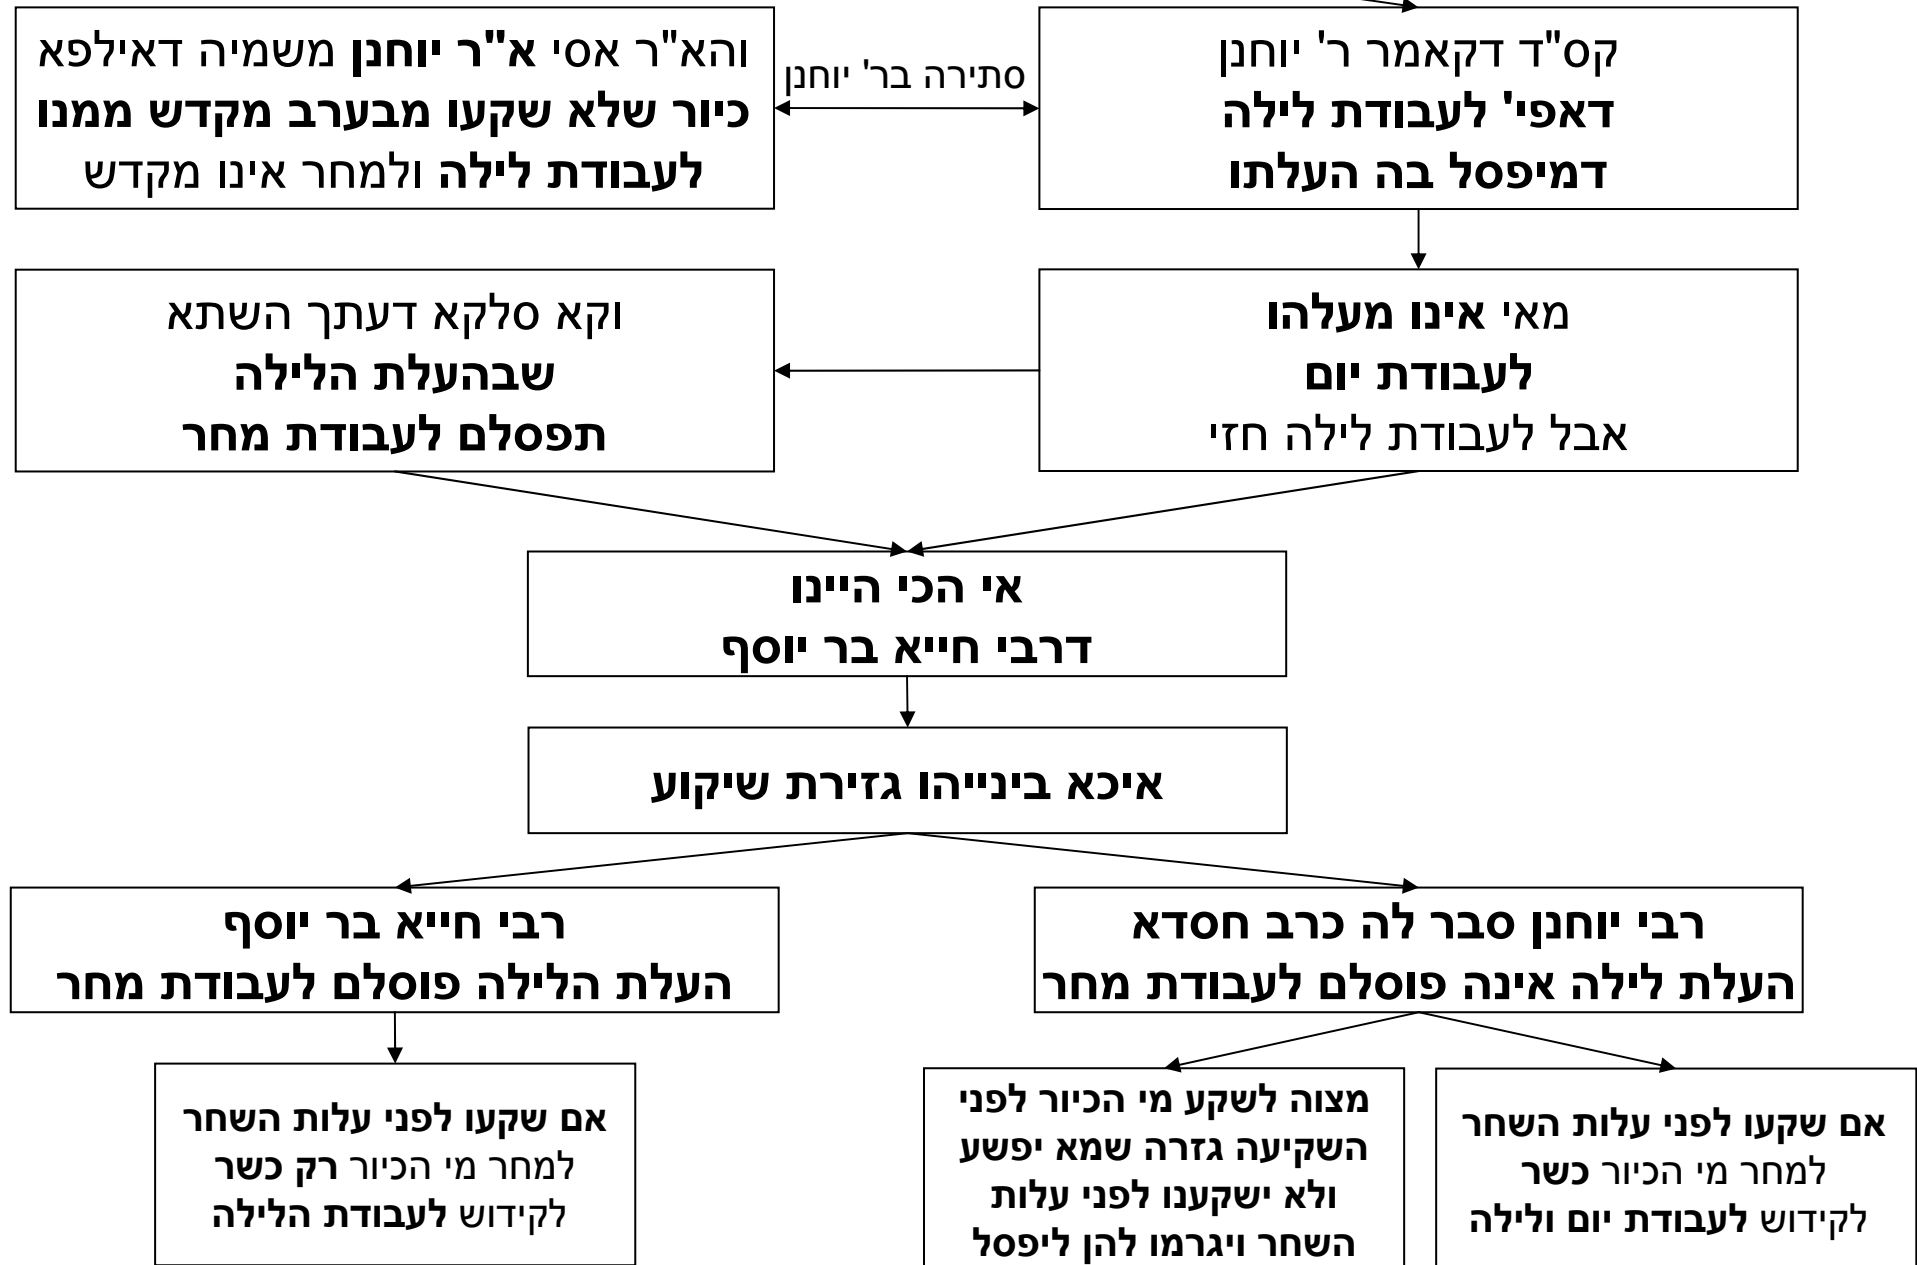 קס"ד דקאמר ר' יוחנן
דאפי' לעבודת לילה
דמיפסל בה העלתו
סתירה בר' יוחנן
והא"ר אסי א"ר יוחנן משמיה דאילפא
כיור שלא שקעו מבערב מקדש ממנו
לעבודת לילה ולמחר אינו מקדש
מאי אינו מעלהו
לעבודת יום
אבל לעבודת לילה חזי
וקא סלקא דעתך השתא
שבהעלת הלילה
תפסלם לעבודת מחר
אי הכי היינו
דרבי חייא בר יוסף
איכא בינייהו גזירת שיקוע
רבי יוחנן סבר לה כרב חסדא
העלת לילה אינה פוסלם לעבודת מחר
רבי חייא בר יוסף
העלת הלילה פוסלם לעבודת מחר
אם שקעו לפני עלות השחר
למחר מי הכיור כשר
לקידוש לעבודת יום ולילה
מצוה לשקע מי הכיור לפני
השקיעה גזרה שמא יפשע
ולא ישקענו לפני עלות
השחר ויגרמו להן ליפסל
אם שקעו לפני עלות השחר
למחר מי הכיור רק כשר
לקידוש לעבודת הלילה